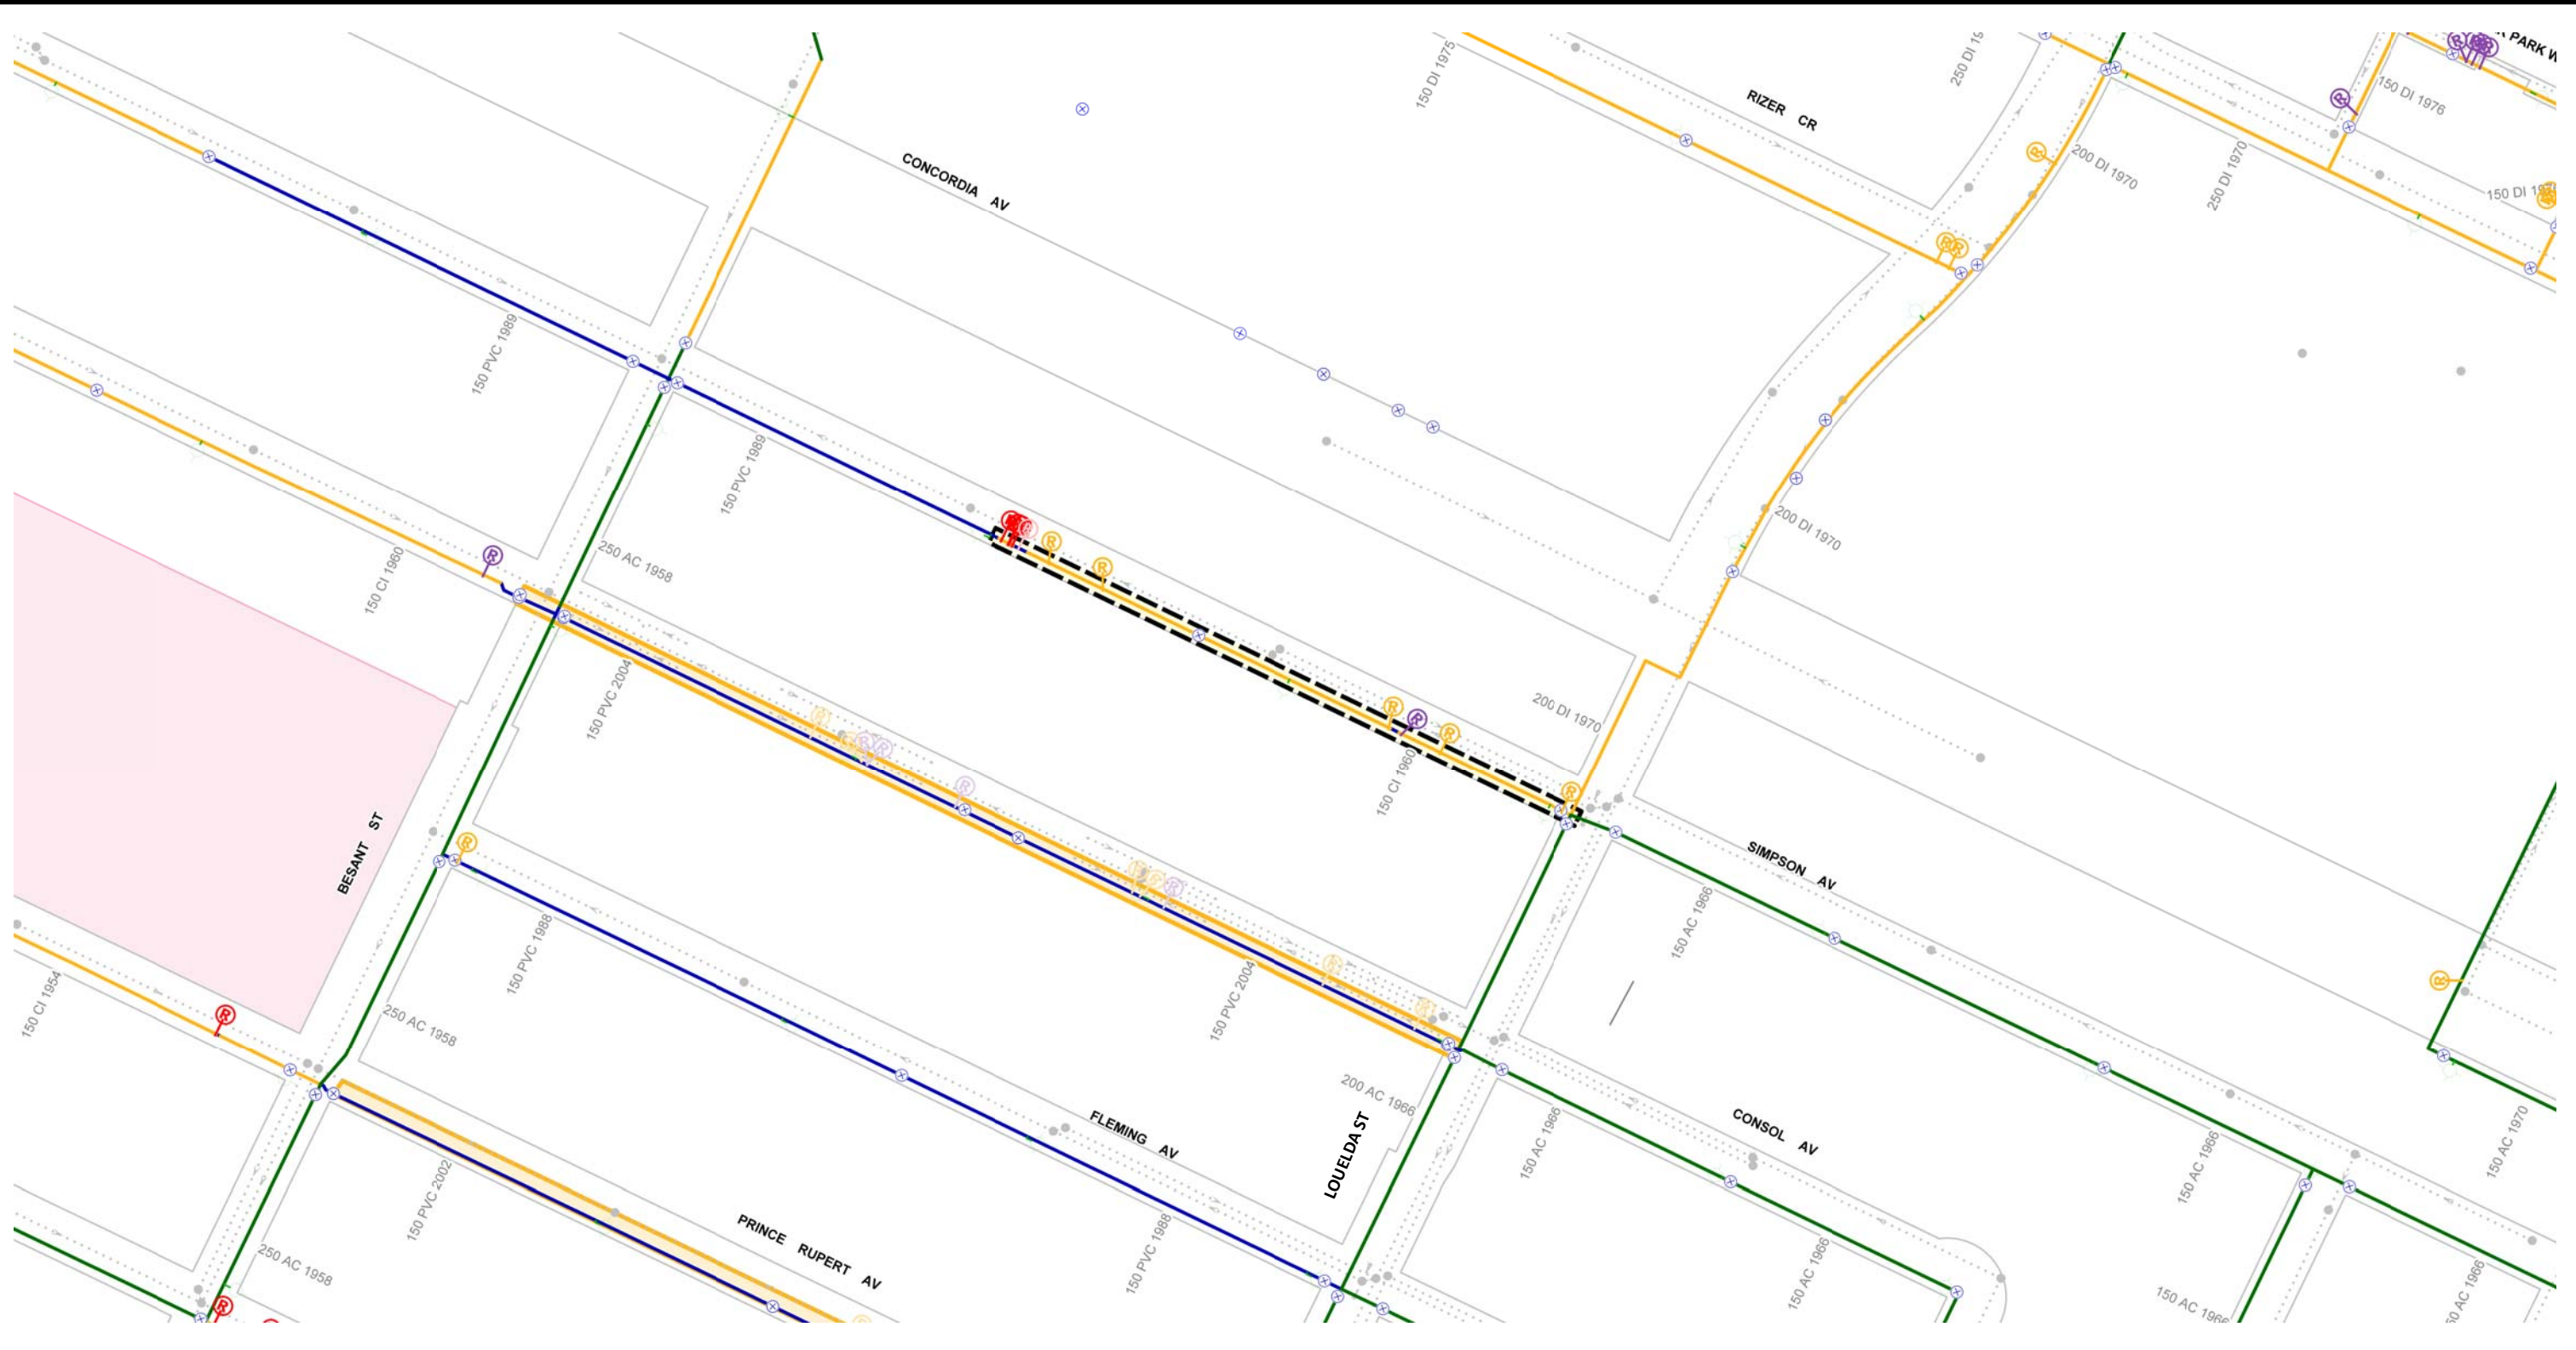 150 DI 1975
250 DI 19
PARK W
RIZER CR
150 DI 1976
200 DI 1970
250 DI 1970
CONCORDIA AV
R
R
R
R
150 PVC 1989
150 PVC 1989
200 DI 1970
250 AC 1958
150 CI 1960
R
R
R
150 PVC 2004
200 DI 1970
R
R
R
150 CI 1960
R
BESANT ST
R
SIMPSON AV
150 AC 1966
150 PVC 1988
150 PVC 2004
R
150 CI 1954
R
250 AC 1958
200 AC 1966
FLEMING AV
LOUELDA ST
150 AC 1966
CONSOL AV
150 AC 1966
150 AC 1970
150 PVC 2002
PRINCE RUPERT AV
150 PVC 1988
250 AC 1958
150 AC 1966
150 AC 1966
50 AC 1966
R